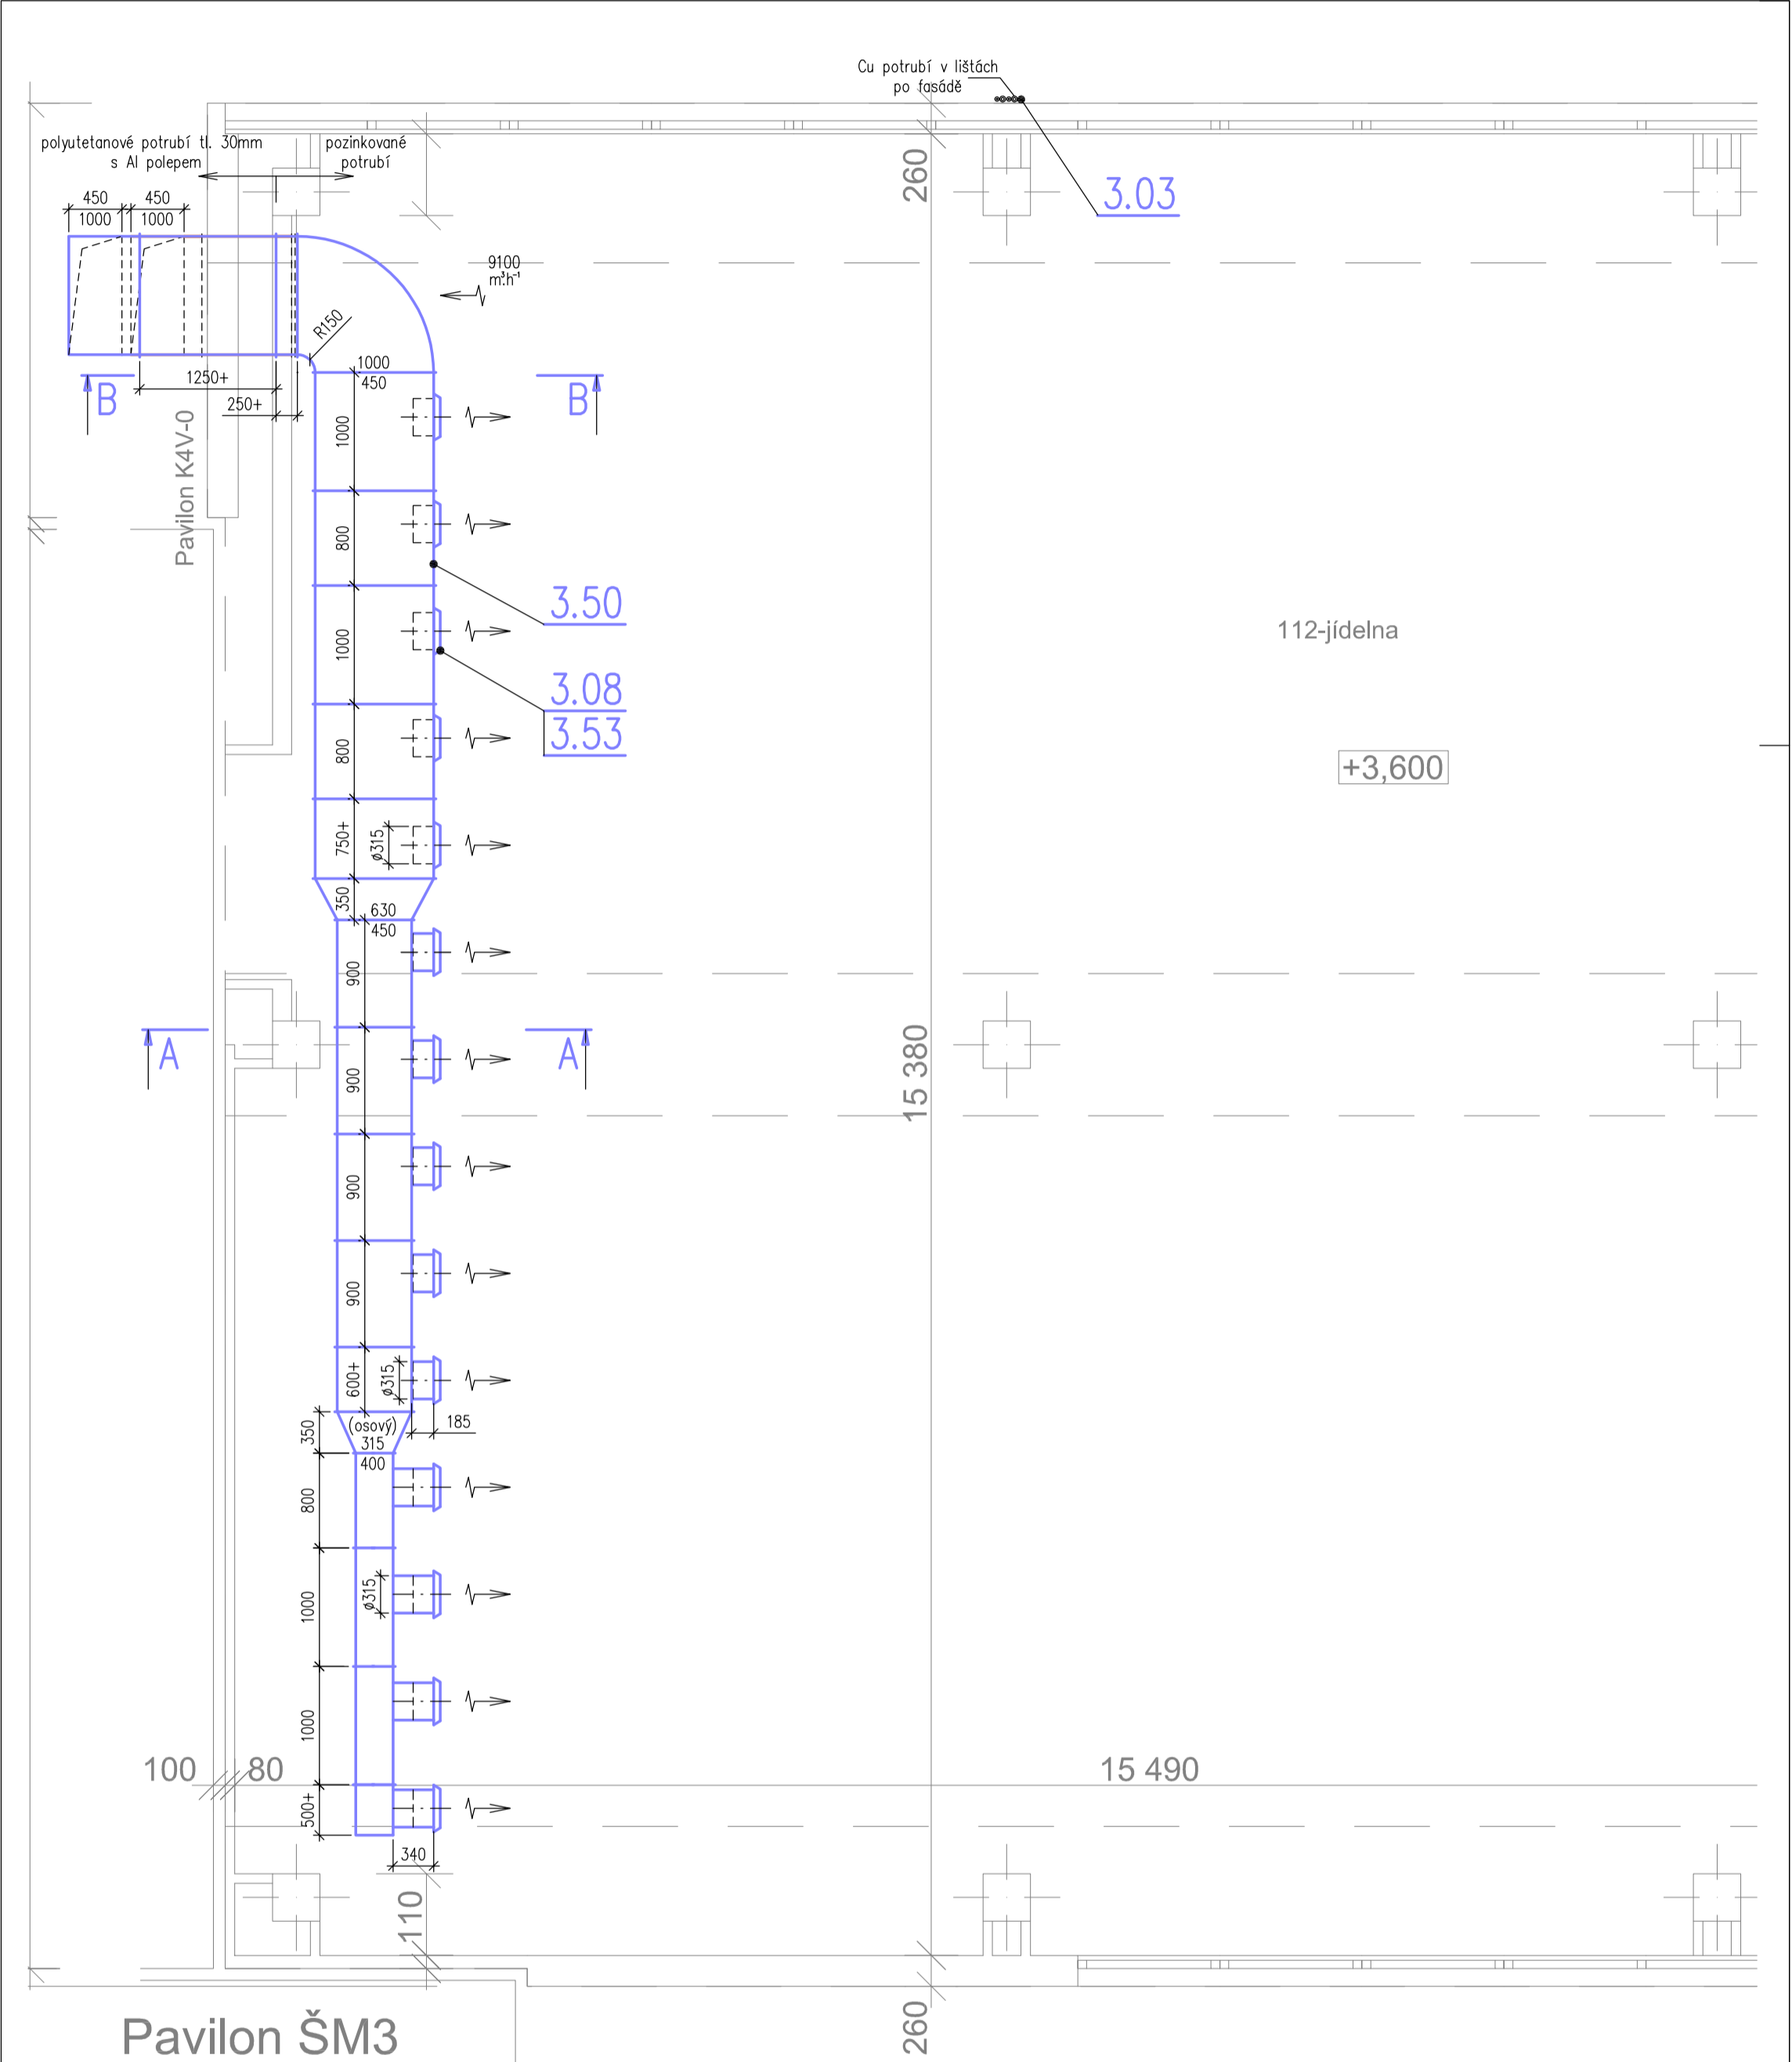 Cu potrubí v lištách
po fasádě
polyutetanové potrubí tl. 30mm
s Al polepem
pozinkované
potrubí
260
3.03
450
450
1000
1000
9100
m³.h⁻¹
R150
1250+
250+
1000
450
B
B
Pavilon K4V-0
1000
800
3.50
1000
112-jídelna
3.08
3.53
800
+3,600
750+
ø315
350
630
450
900
A
A
15 380
900
900
900
600+
ø315
185
350
(osový)
315
400
800
1000
ø315
1000
100
80
15 490
500+
340
110
260
Pavilon ŠM3